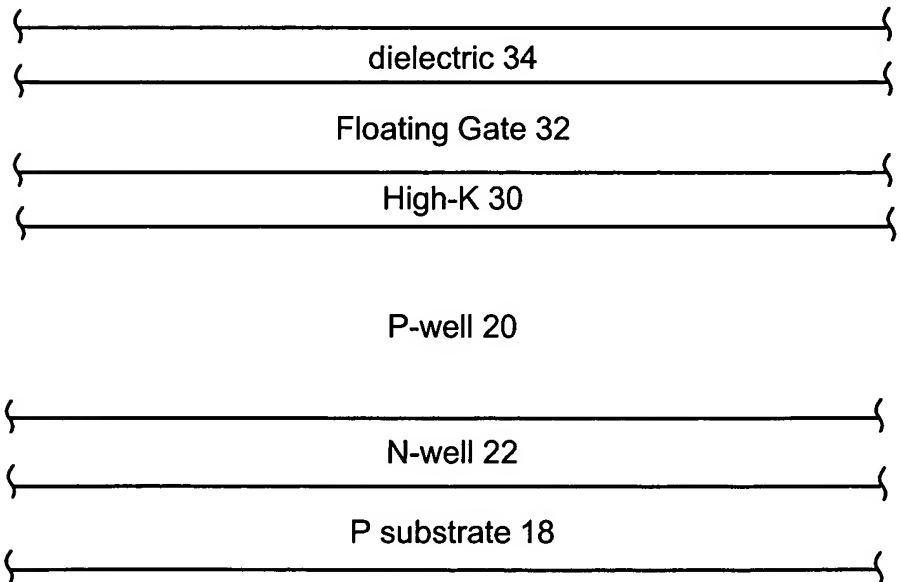 dielectric 34
Floating Gate 32
High-K 30
P-well 20
N-well 22
P substrate 18